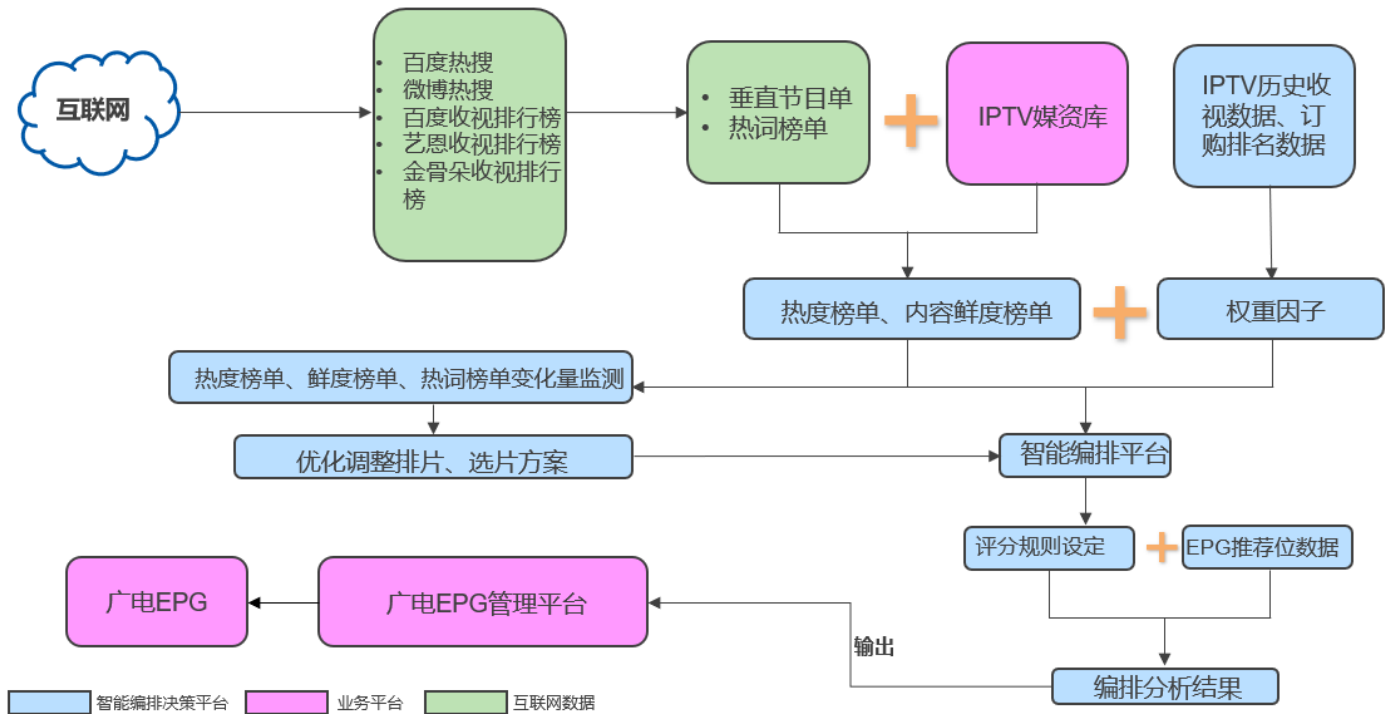 互联网
• 百度热搜
• 微博热搜
• 百度收视排行榜
• 艺恩收视排行榜
• 金骨朵收视排行
榜
• 垂直节目单
• 热词榜单
IPTV媒资库
IPTV历史收
视数据、订
购排名数据
热度榜单、内容鲜度榜单
权重因子
热度榜单、鲜度榜单、热词榜单变化量监测
优化调整排片、选片方案
智能编排平台
评分规则设定
EPG推荐位数据
广电EPG
广电EPG管理平台
输出
编排分析结果
智能编排决策平台
业务平台
互联网数据